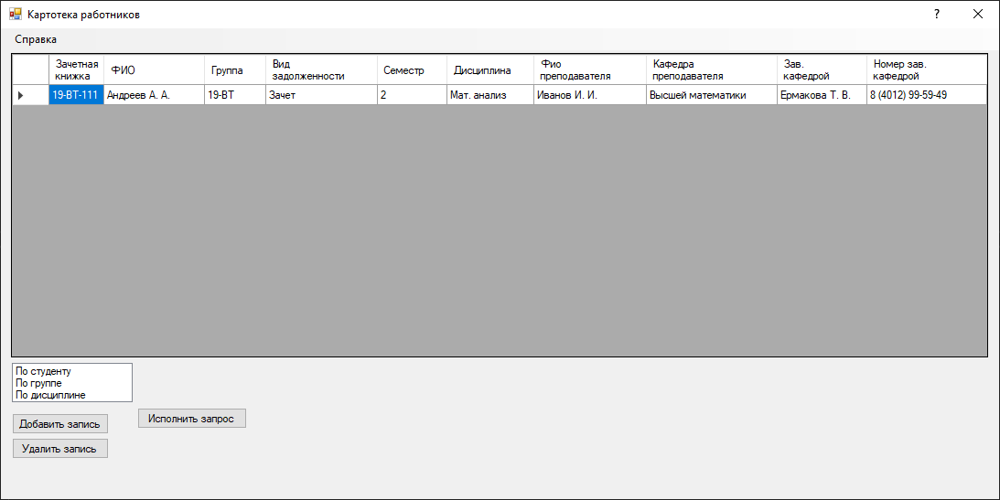 Картотека работников ?
Справка
Зачетная книжка ФИО Группа Вид задолженности Семестр Дисциплина Фио преподавателя Кафедра преподавателя Зав. кафедрой Номер зав. кафедрой
19-ВТ-111 Андреев А. А. 19-ВТ Зачет 2 Мат. анализ Иванов И. И. Высшей математики Ермакова Т. В. 8 (4012) 99-59-49
По студенту
По группе
По дисциплине
Исполнить запрос
Добавить запись
Удалить запись